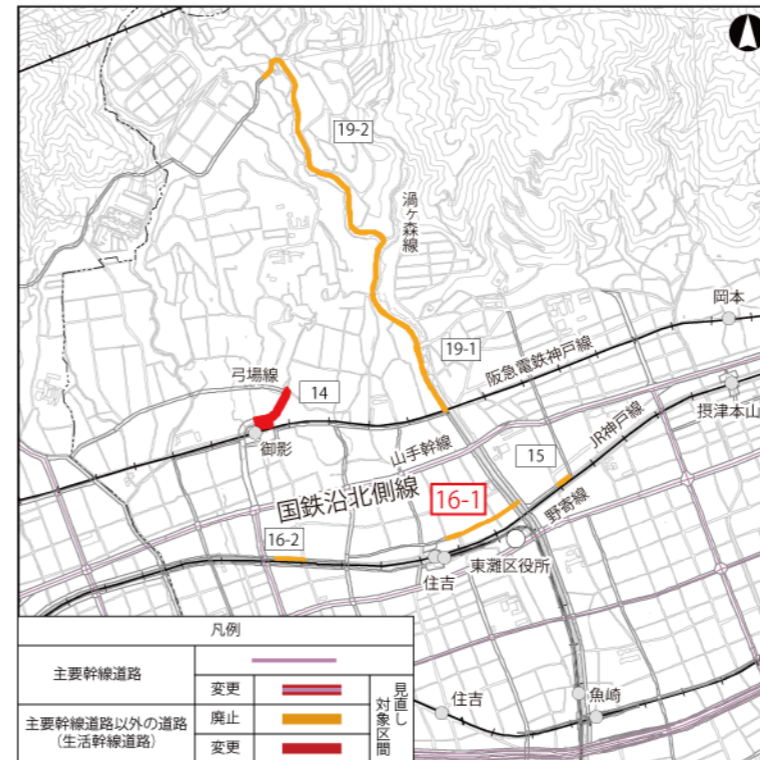 19-2
渦ヶ森線
岡本
19-1
阪急電鉄神戸線
弓場線
14
摂津本山
JR神戸線
御影
山手幹線
15
国鉄沿北側線
16-1
野寄線
16-2
東灘区役所
住吉
凡例
主要幹線道路
変更
見直し
対象区間
主要幹線道路以外の道路
(生活幹線道路)
廃止
変更
住吉
魚崎